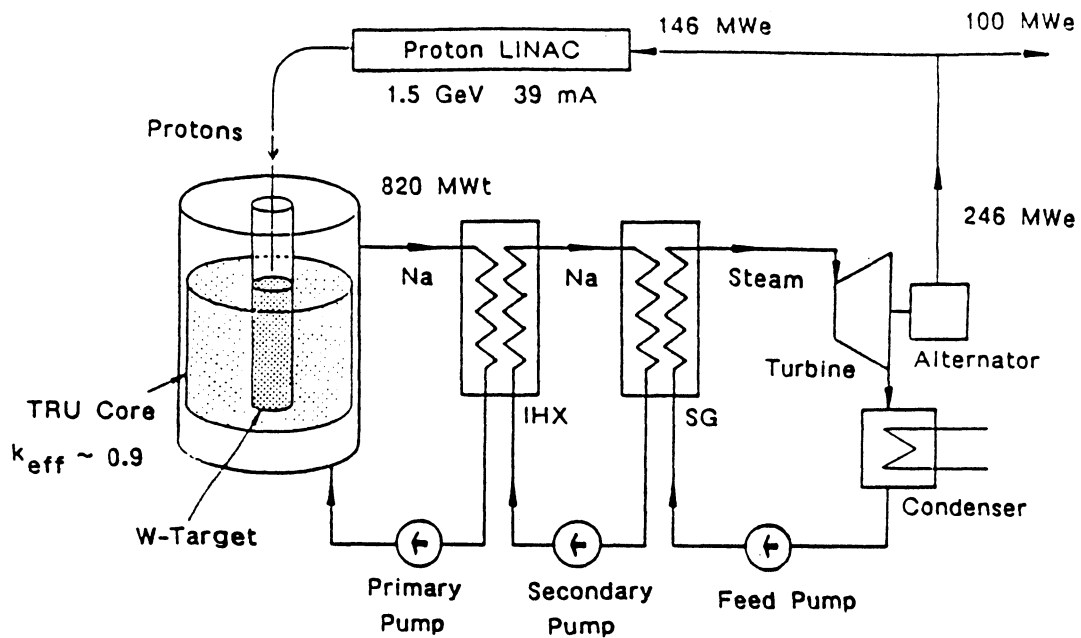 146 MWe
100 MWe
Proton LINAC
1.5 GeV 39 mA
Protons
820 MWt
246 MWe
Na
Na
Steam
Alternator
Turbine
TRU Core
IHX
SG
k_eff ~ 0.9
Condenser
W-Target
Primary
Pump
Secondary
Pump
Feed Pump